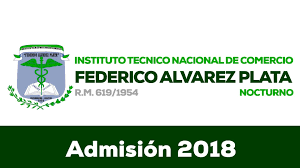 INSTITUTO TECNICO NACIONAL DE COMERCIO
FEDERICO ALVAREZ PLATA
R.M. 619/1954
NOCTURNO
Admisión 2018